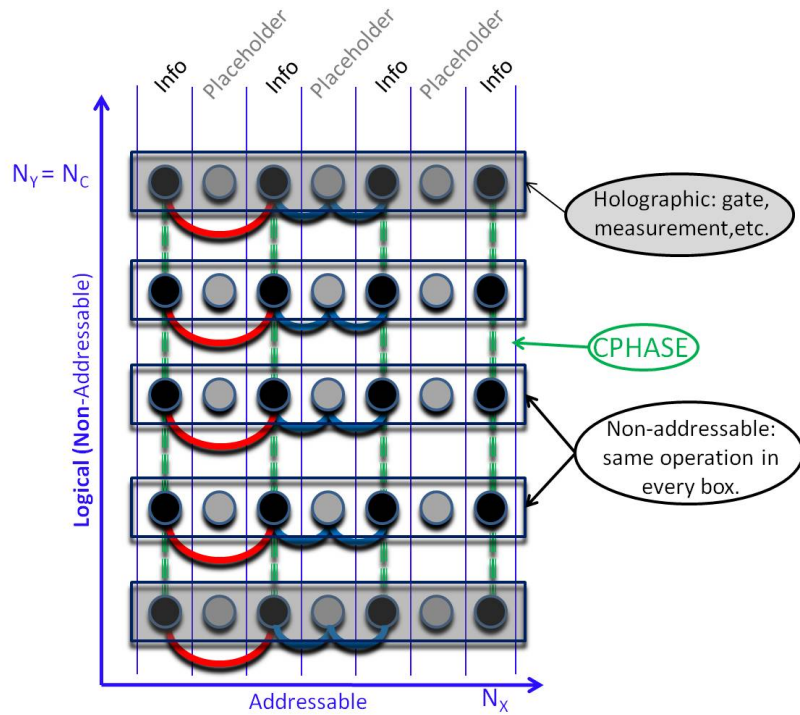 Info
Placeholder
Info
Placeholder
Info
Placeholder
Info
N_Y = N_C
Holographic: gate,
measurement,etc.
CPHASE
Non-addressable:
same operation in
every box.
Logical (Non-Addressable)
Addressable
N_X